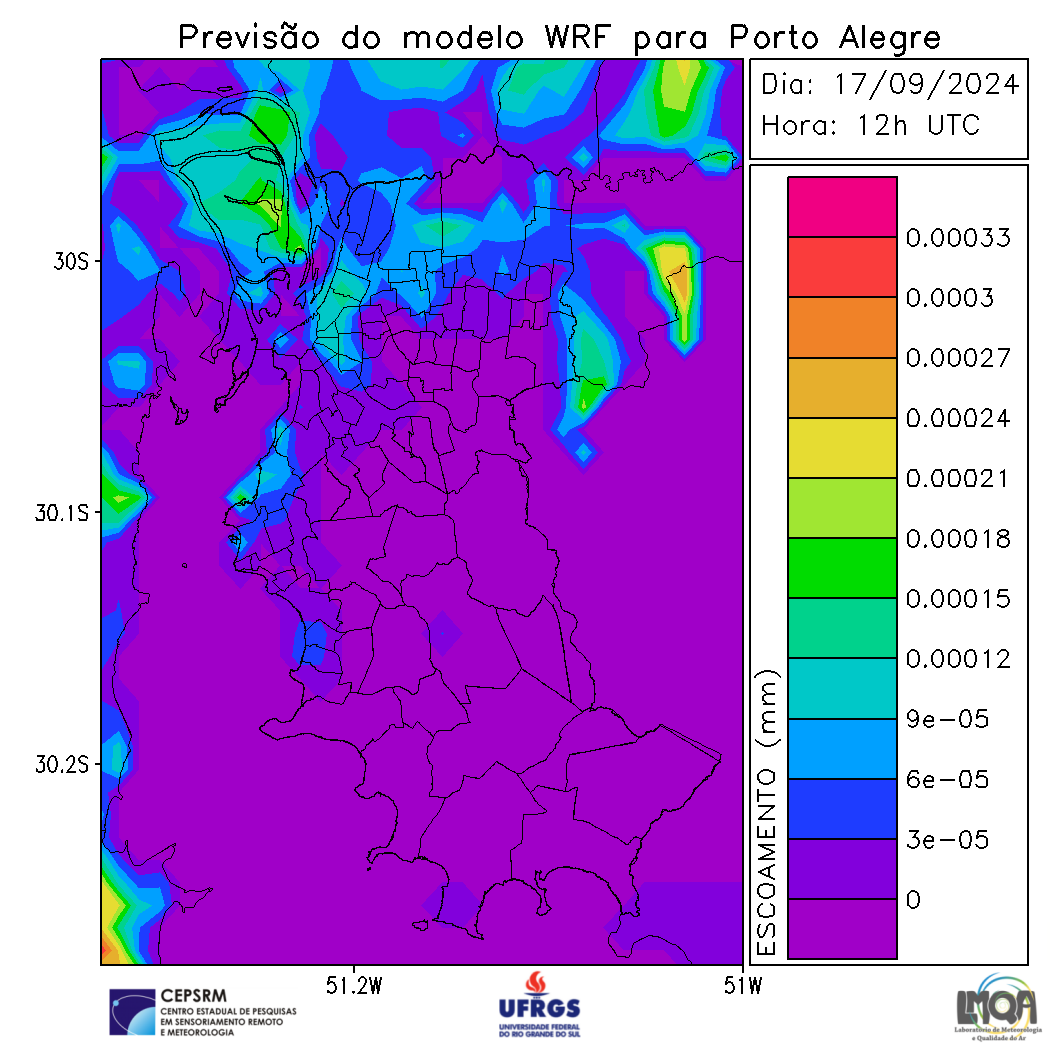 Previsão do modelo WRF para Porto Alegre
Dia: 17/09/2024
Hora: 12h UTC
30S
30.1S
30.2S
51.2W
51W
ESCOAMENTO (mm)
0.00033
0.0003
0.00027
0.00024
0.00021
0.00018
0.00015
0.00012
9e-05
6e-05
3e-05
0
CEPSRM
CENTRO ESTADUAL DE PESQUISAS
EM SENSORIAMENTO REMOTO
E METEOROLOGIA
UFRGS
UNIVERSIDADE FEDERAL
DO RIO GRANDE DO SUL
LMQA
Laboratório de Meteorologia
e Qualidade do Ar